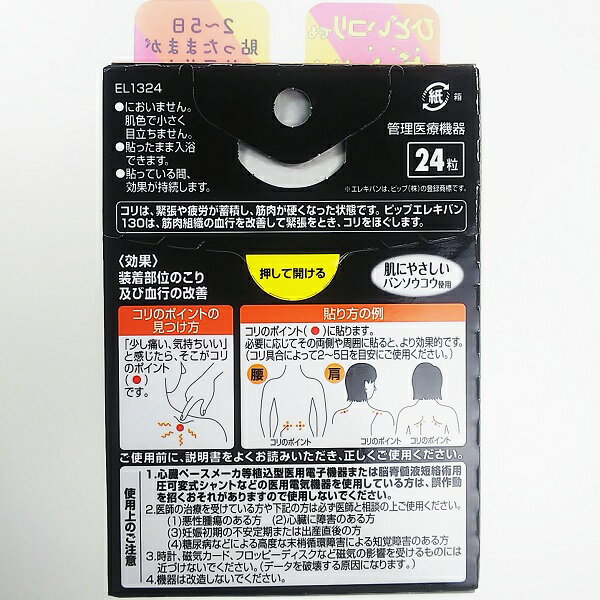 EL1324
●においません。
肌色で小さく
目立ちません。
●貼ったまま入浴
できます。
●貼っている間、
効果が持続します。
紙 箱
管理医療機器
24粒
※エレキバンは、ピップ(株)の登録商標です。
コリは、緊張や疲労が蓄積し、筋肉が硬くなった状態です。ピップエレキバン
130は、筋肉組織の血行を改善して緊張をとき、コリをほぐします。
〈効果〉
装着部位のこり
及び血行の改善
押して開ける
肌にやさしい
バンソウコウ使用
コリのポイントの
見つけ方
「少し痛い、気持ちいい」
と感じたら、そこがコリ
のポイント
(●)
です。
貼り方の例
コリのポイント(●)に貼ります。
必要に応じてその両側や周囲に貼ると、より効果的です。
(コリ具合によって2〜5日を目安にご使用ください。)
腰
肩
コリのポイント
コリのポイント
コリのポイント
ご使用前に、説明書をよくお読みいただき、正しくご使用ください。
使用上のご注意
1.心臓ペースメーカ等植込型医用電子機器または脳脊髄液短絡術用
圧可変式シャントなどの医用電気機器を使用している方は、誤作動
を招くおそれがありますので使用しないでください。
2.医師の治療を受けている方や下記の方は必ず医師と相談の上ご使用ください。
(1)悪性腫瘍のある方 (2)心臓に障害のある方
(3)妊娠初期の不安定期または出産直後の方
(4)糖尿病などによる高度な末梢循環障害による知覚障害のある方
3.時計、磁気カード、フロッピーディスクなど磁気の影響を受けるものには
近づけないでください。(データを破壊する原因になります。)
4.機器は改造しないでください。